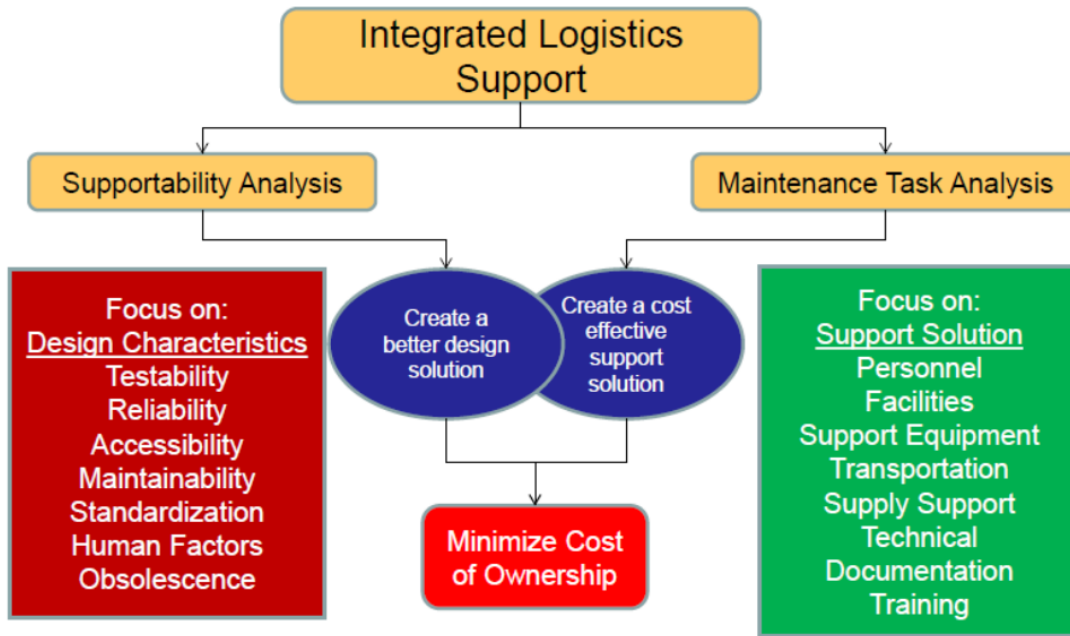 Integrated Logistics
Support
Supportability Analysis
Maintenance Task Analysis
Focus on:
Design Characteristics
Testability
Reliability
Accessibility
Maintainability
Standardization
Human Factors
Obsolescence
Create a
better design
solution
Create a cost
effective
support
solution
Minimize Cost
of Ownership
Focus on:
Support Solution
Personnel
Facilities
Support Equipment
Transportation
Supply Support
Technical
Documentation
Training